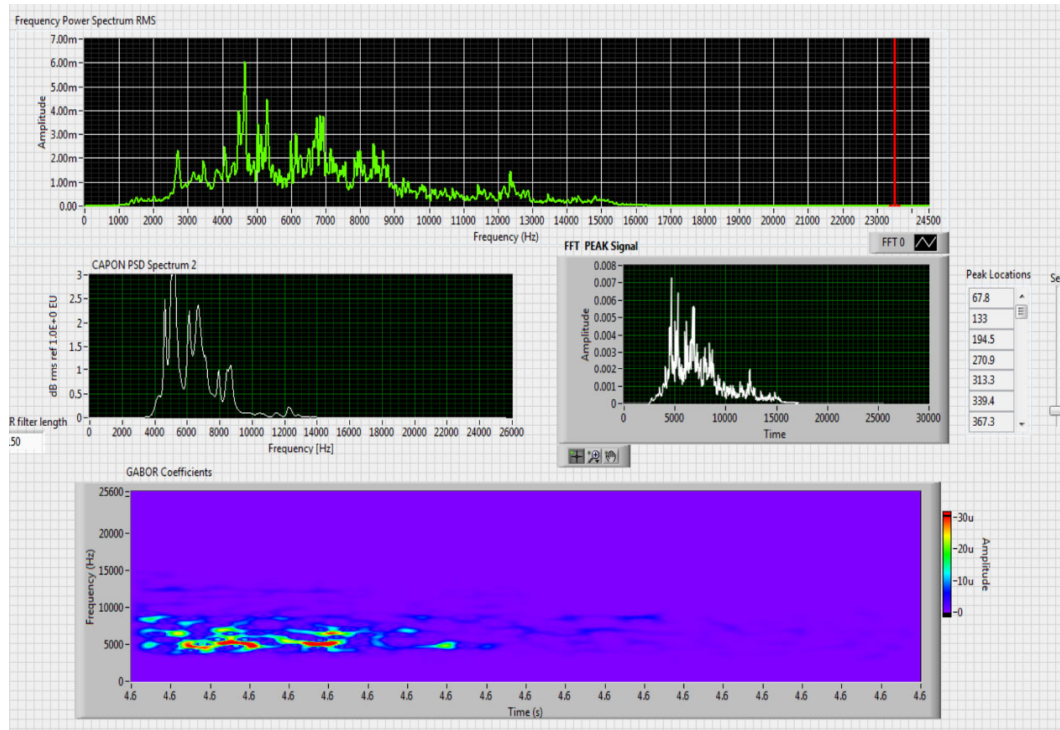 Frequency Power Spectrum RMS
7.00m
6.00m
5.00m
4.00m
3.00m
2.00m
1.00m
0.00
Amplitude
0 1000 2000 3000 4000 5000 6000 7000 8000 9000 10000 11000 12000 13000 14000 15000 16000 17000 18000 19000 20000 21000 22000 23000 24500
Frequency (Hz)
FFT 0
CAPON PSD Spectrum 2
3
2.5
2
1.5
1
0.5
0
dB rms ref 1.0E+0 EU
0 2000 4000 6000 8000 10000 12000 14000 16000 18000 20000 22000 24000 26000
Frequency [Hz]
R filter length
.50
FFT PEAK Signal
0.008
0.007
0.006
0.005
0.004
0.003
0.002
0.001
0
Amplitude
0 5000 10000 15000 20000 25000 30000
Time
Peak Locations
67.8
133
194.5
270.9
313.3
339.4
367.3
Se
GABOR Coefficients
25600
20000
15000
10000
5000
0
Frequency (Hz)
4.6 4.6 4.6 4.6 4.6 4.6 4.6 4.6 4.6 4.6 4.6 4.6 4.6 4.6 4.6 4.6 4.6 4.6 4.6 4.6 4.6
Time (s)
30u
20u
10u
0
Amplitude